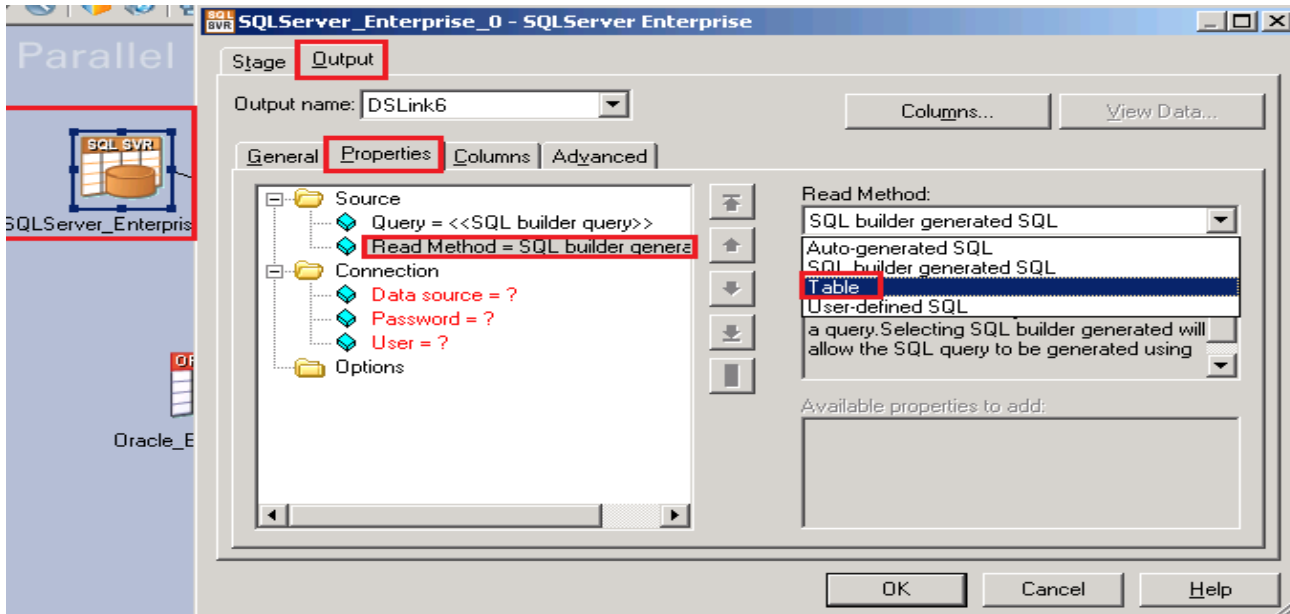 SQL SVR SQLServer_Enterprise_0 - SQLServer Enterprise
Parallel
Stage Output
Output name: DSLink6
Columns... View Data...
General Properties Columns Advanced
SQL SVR
SQLServer_Enterpris
Source
Query = <<SQL builder query>>
Read Method = SQL builder genera
Connection
Data source = ?
Password = ?
User = ?
Options
Read Method:
SQL builder generated SQL
Auto-generated SQL
SQL builder generated SQL
Table
User-defined SQL
a query.Selecting SQL builder generated will
allow the SQL query to be generated using
Available properties to add:
Oracle_E
OK Cancel Help